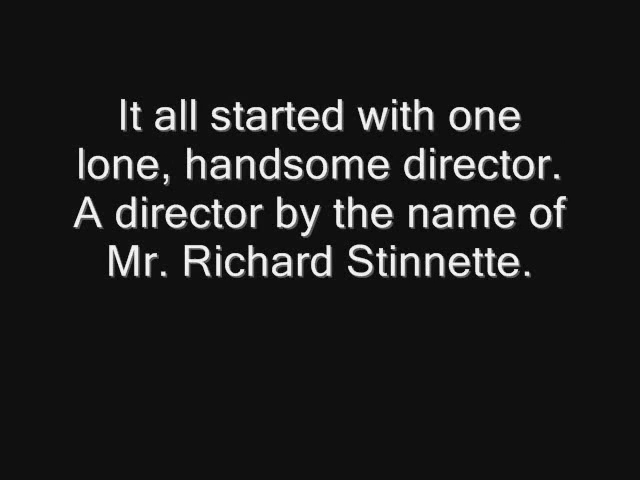 It all started with one
lone, handsome director.
A director by the name of
Mr. Richard Stinnette.